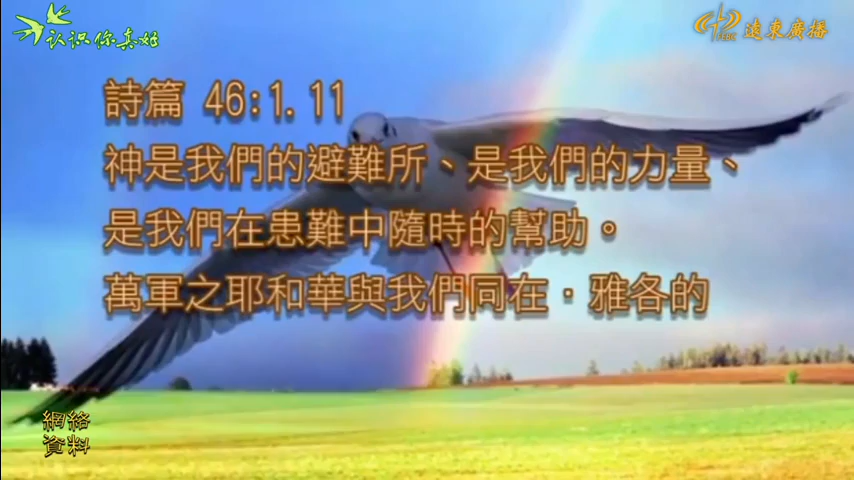 认识你真好
遠東廣播
FEBC
詩篇 46:1. 11
神是我們的避難所、是我們的力量、
是我們在患難中隨時的幫助。
萬軍之耶和華與我們同在．雅各的
網絡
資料